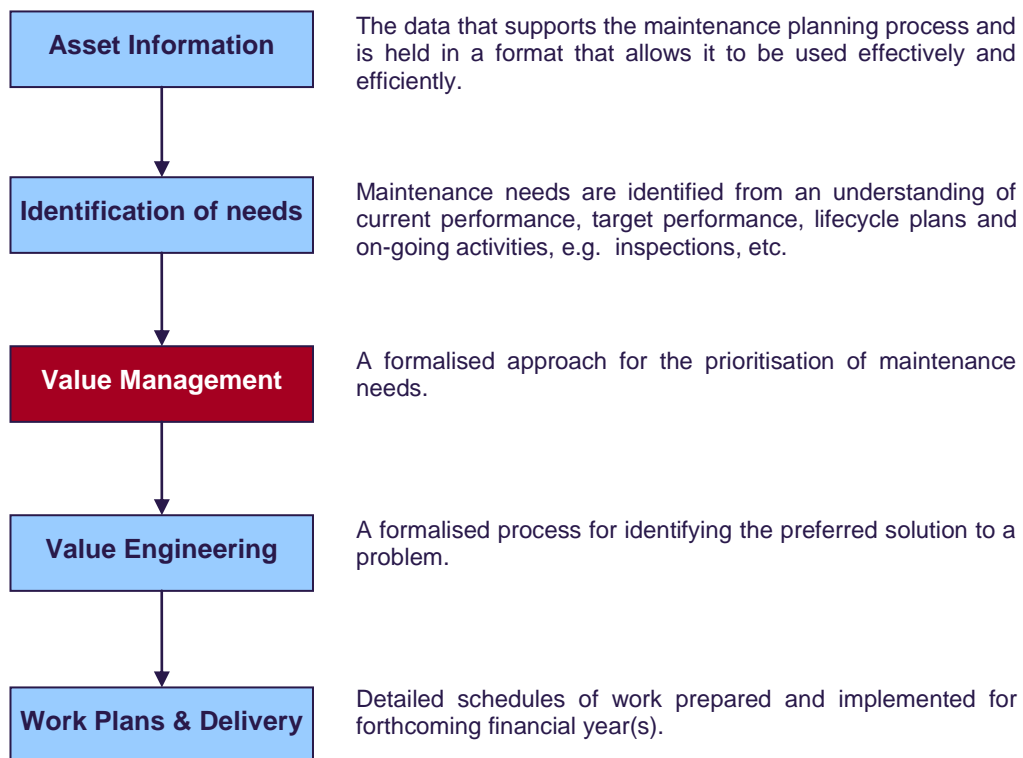 Asset Information
The data that supports the maintenance planning process and
is held in a format that allows it to be used effectively and
efficiently.
Identification of needs
Maintenance needs are identified from an understanding of
current performance, target performance, lifecycle plans and
on-going activities, e.g. inspections, etc.
Value Management
A formalised approach for the prioritisation of maintenance
needs.
Value Engineering
A formalised process for identifying the preferred solution to a
problem.
Work Plans & Delivery
Detailed schedules of work prepared and implemented for
forthcoming financial year(s).